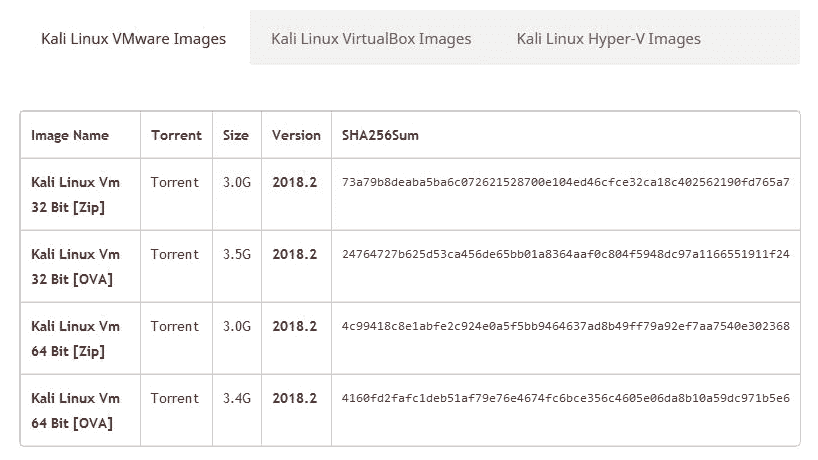 Kali Linux VMware Images Kali Linux VirtualBox Images Kali Linux Hyper-V Images
Image Name Torrent Size Version SHA256Sum
Kali Linux Vm Torrent 3.0G 2018.2 73a79b8deaba5ba6c072621528700e104ed46cfce32ca18c402562190fd765a7
32 Bit [Zip]
Kali Linux Vm Torrent 3.5G 2018.2 24764727b625d53ca456de65bb01a8364aaf0c804f5948dc97a1166551911f24
32 Bit [OVA]
Kali Linux Vm Torrent 3.0G 2018.2 4c99418c8e1abfe2c924e0a5f5bb9464637ad8b49ff79a92ef7aa7540e302368
64 Bit [Zip]
Kali Linux Vm Torrent 3.4G 2018.2 4160fd2fafc1deb51af79e76e4674fc6bce356c4605e06da8b10a59dc971b5e6
64 Bit [OVA]